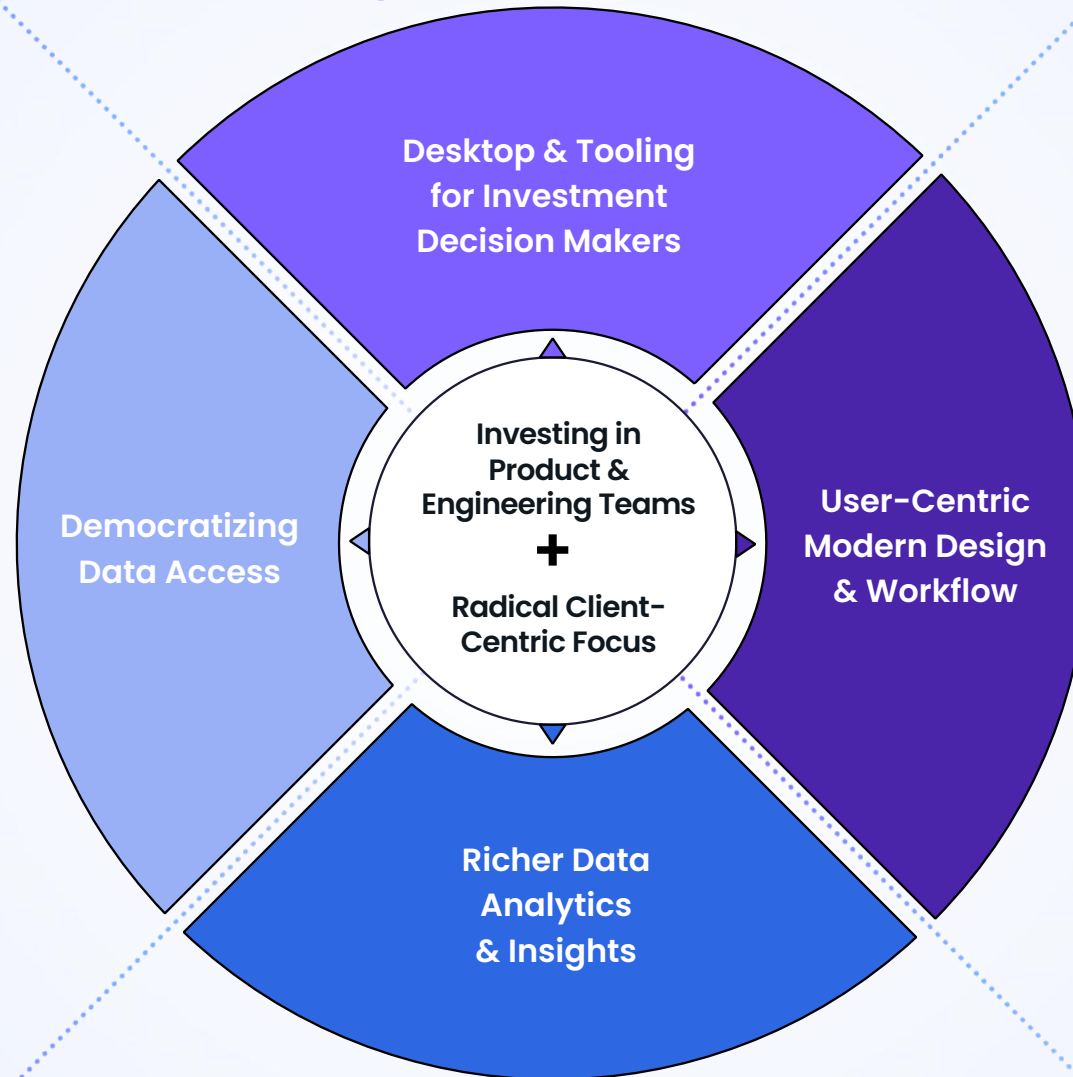 Desktop & Tooling
for Investment
Decision Makers
Investing in
Product &
Engineering Teams
+
Radical Client-
Centric Focus
User-Centric
Modern Design
& Workflow
Democratizing
Data Access
Richer Data
Analytics
& Insights